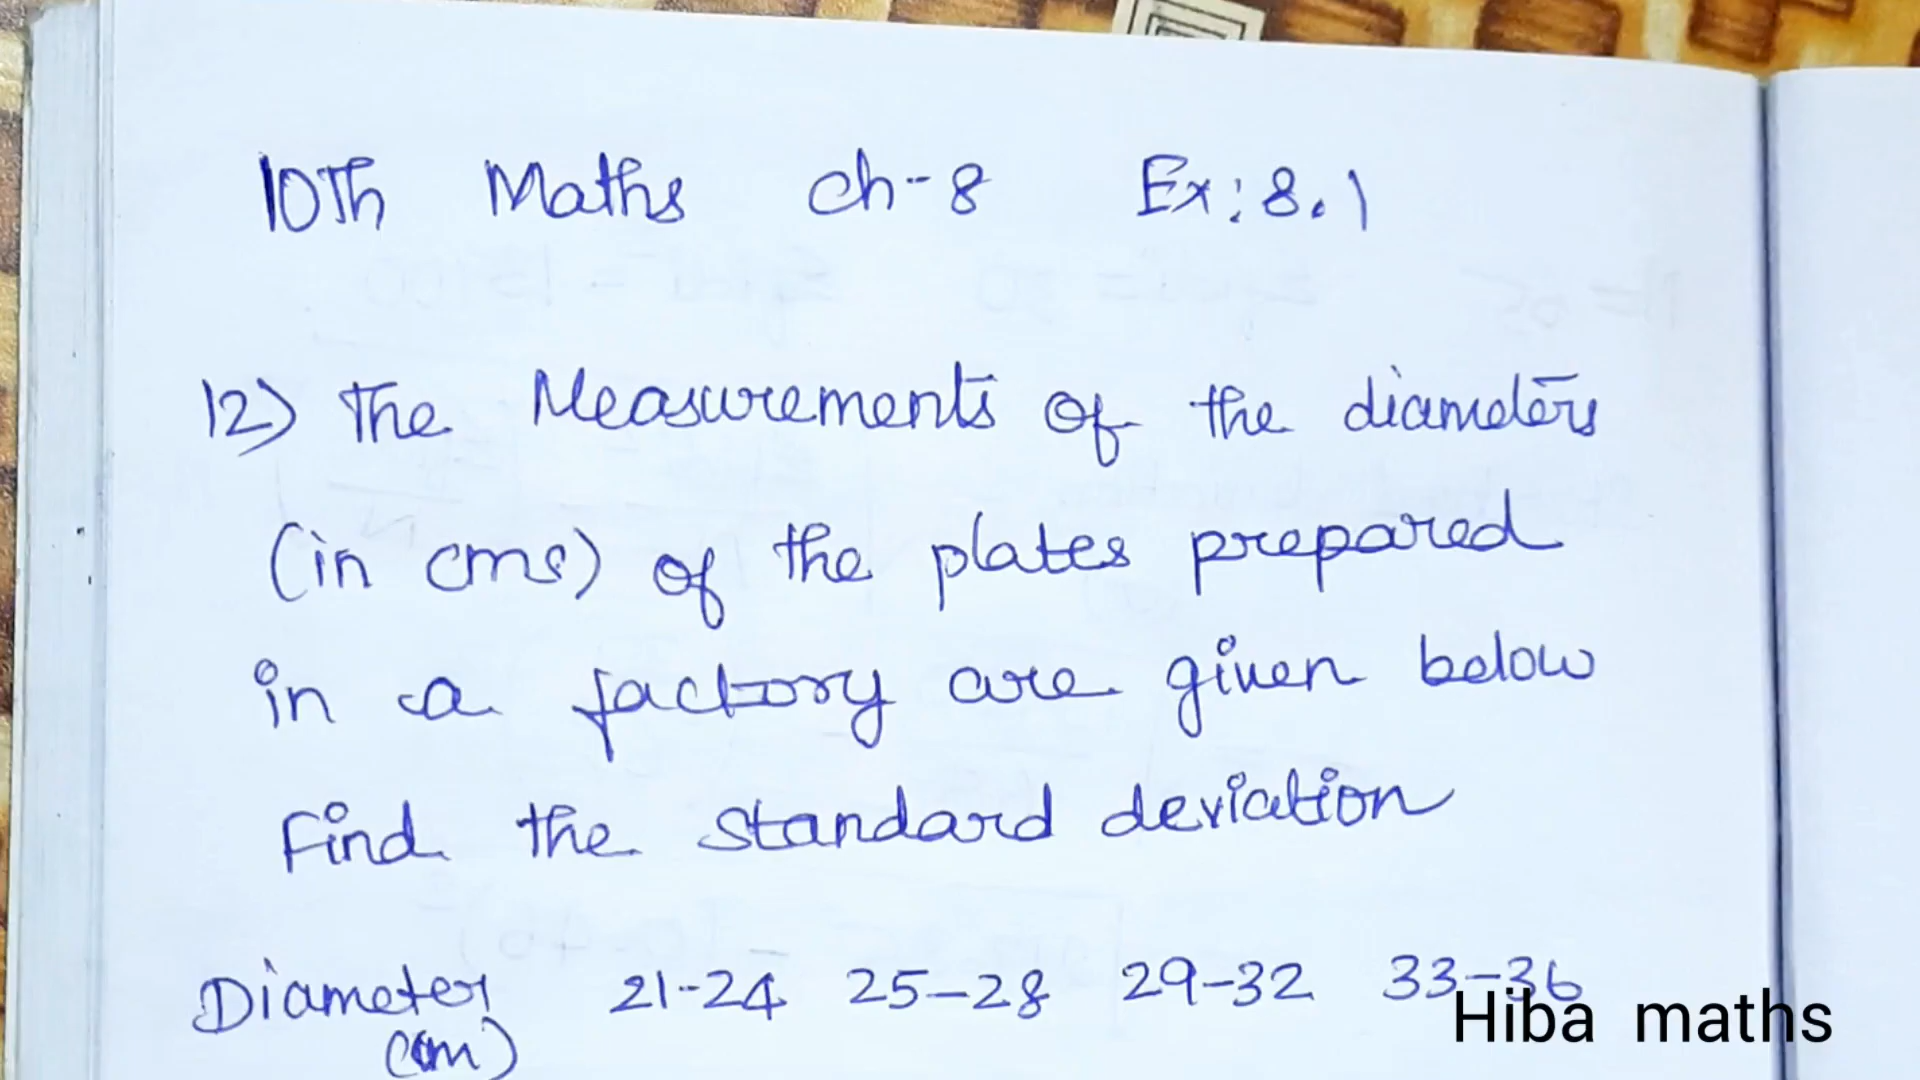 10Th Maths ch-8 Ex: 8.1
12) The Measurements of the diameters
(in cms) of the plates prepared
in a factory are given below
Find the standard deviation
Diameter 21-24 25-28 29-32 33-36
(cm)
Hiba maths